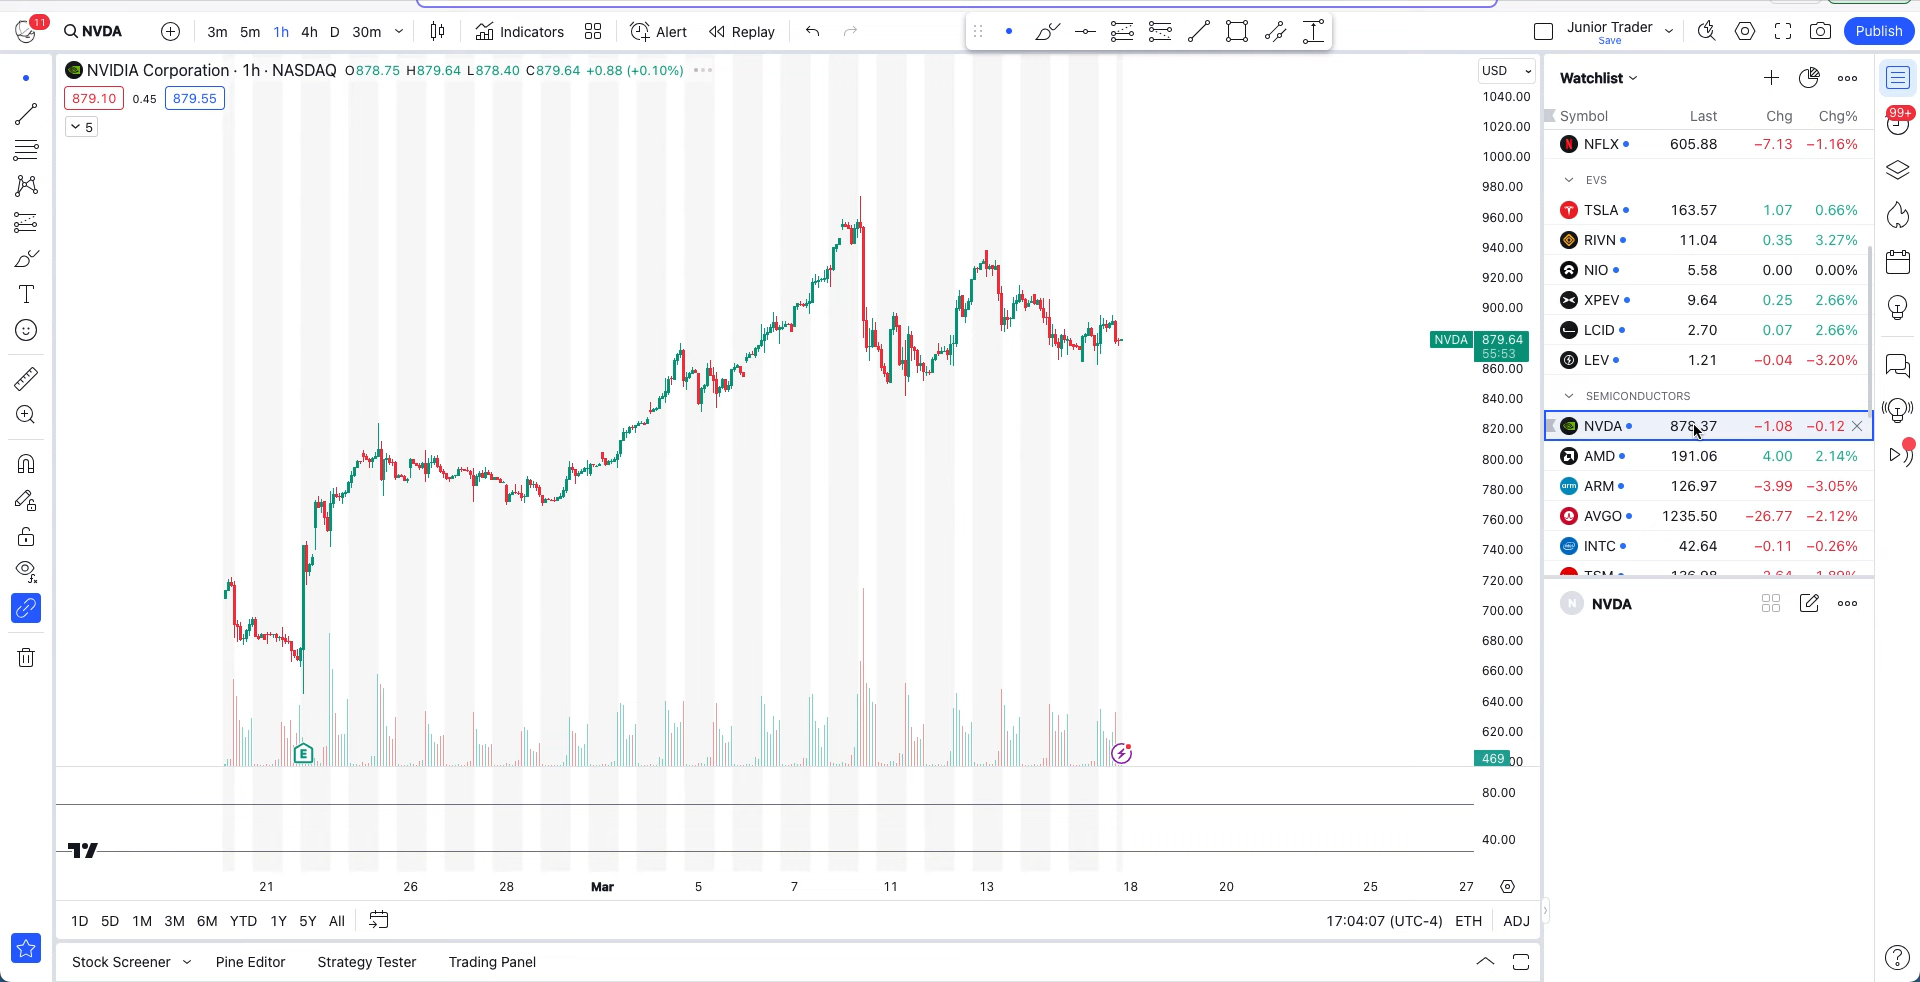 11
NVDA
3m 5m 1h 4h D 30m
Indicators
Alert
Replay
Junior Trader
Save
Publish
NVIDIA Corporation · 1h · NASDAQ O878.75 H879.64 L878.40 C879.64 +0.88 (+0.10%)
879.10 0.45 879.55
5
USD
1040.00
1020.00
1000.00
980.00
960.00
940.00
920.00
900.00
NVDA 879.64
55:53
860.00
840.00
820.00
800.00
780.00
760.00
740.00
720.00
700.00
680.00
660.00
640.00
620.00
469
80.00
40.00
E
21 26 28 Mar 5 7 11 13 18 20 25 27
1D 5D 1M 3M 6M YTD 1Y 5Y All
17:04:07 (UTC-4) ETH ADJ
Stock Screener Pine Editor Strategy Tester Trading Panel
Watchlist
Symbol Last Chg Chg%
NFLX 605.88 −7.13 −1.16%
EVS
TSLA 163.57 1.07 0.66%
RIVN 11.04 0.35 3.27%
NIO 5.58 0.00 0.00%
XPEV 9.64 0.25 2.66%
LCID 2.70 0.07 2.66%
LEV 1.21 −0.04 −3.20%
SEMICONDUCTORS
NVDA 878.37 −1.08 −0.12
AMD 191.06 4.00 2.14%
ARM 126.97 −3.99 −3.05%
AVGO 1235.50 −26.77 −2.12%
INTC 42.64 −0.11 −0.26%
TSM 136.98 −2.64 −1.89%
N NVDA
99+